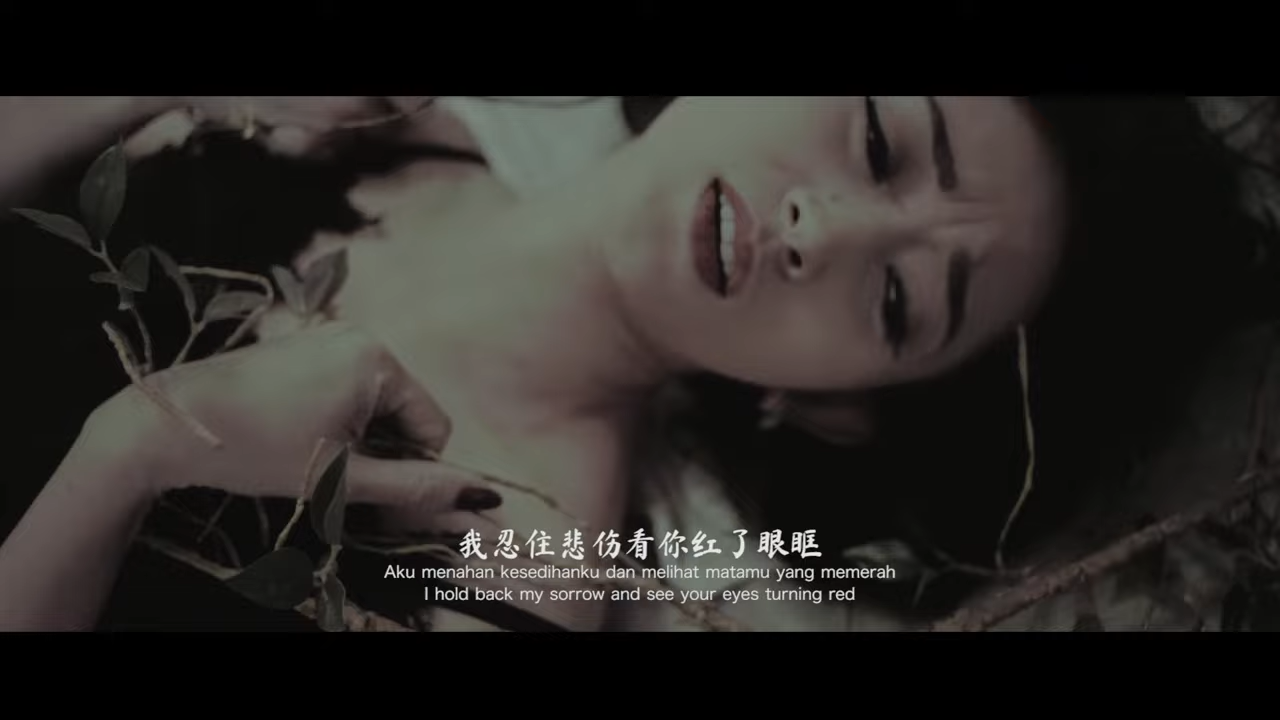 我忍住悲伤看你红了眼眶
Aku menahan kesedihanku dan melihat matamu yang memerah
I hold back my sorrow and see your eyes turning red